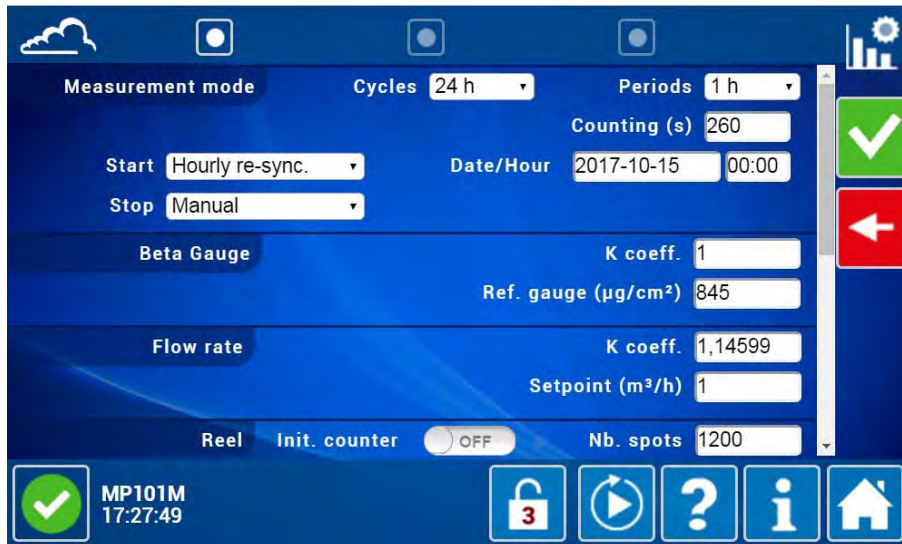 Measurement mode Cycles 24 h Periods 1 h
Counting (s) 260
Start Hourly re-sync. Date/Hour 2017-10-15 00:00
Stop Manual
Beta Gauge K coeff. 1
Ref. gauge (µg/cm²) 845
Flow rate K coeff. 1,14599
Setpoint (m³/h) 1
Reel Init. counter OFF Nb. spots 1200
MP101M
17:27:49
3 ? i